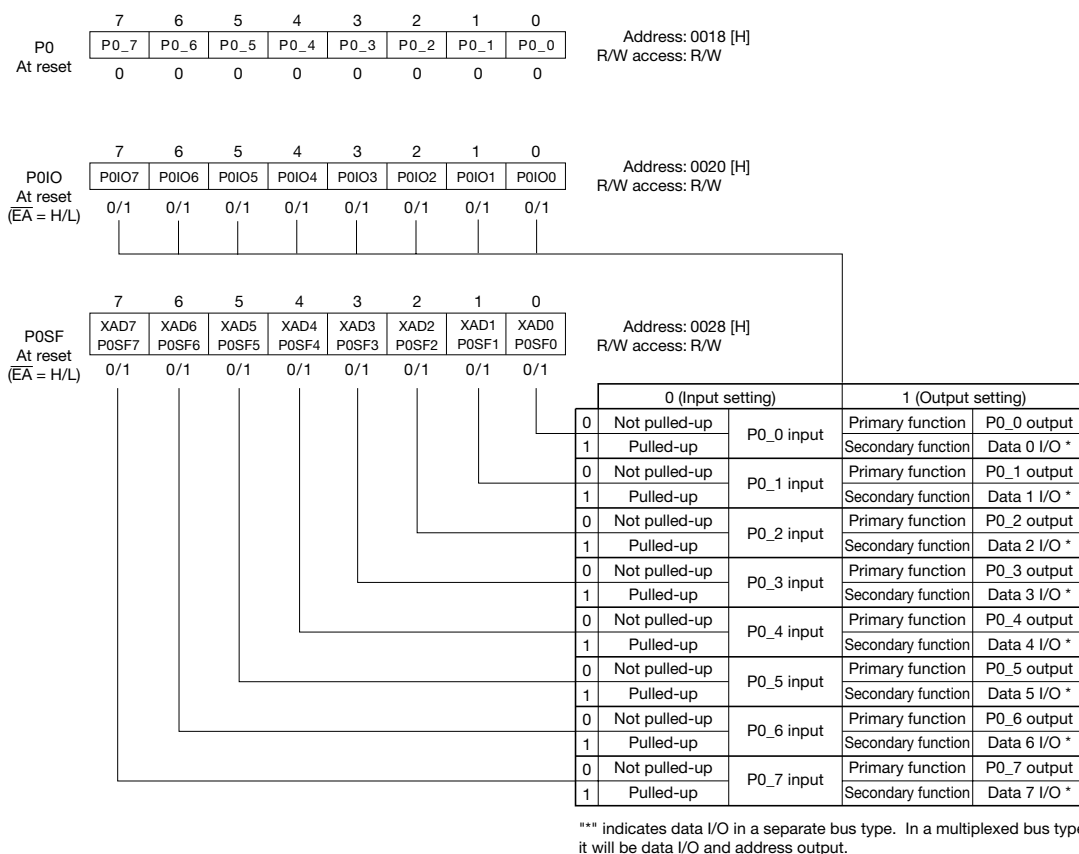 7 6 5 4 3 2 1 0
P0 P0_7 P0_6 P0_5 P0_4 P0_3 P0_2 P0_1 P0_0 Address: 0018 [H]
At reset 0 0 0 0 0 0 0 0 R/W access: R/W
7 6 5 4 3 2 1 0
P0IO P0IO7 P0IO6 P0IO5 P0IO4 P0IO3 P0IO2 P0IO1 P0IO0 Address: 0020 [H]
At reset R/W access: R/W
(EA = H/L) 0/1 0/1 0/1 0/1 0/1 0/1 0/1 0/1
7 6 5 4 3 2 1 0
XAD7 XAD6 XAD5 XAD4 XAD3 XAD2 XAD1 XAD0 Address: 0028 [H]
P0SF P0SF7 P0SF6 P0SF5 P0SF4 P0SF3 P0SF2 P0SF1 P0SF0 R/W access: R/W
At reset
(EA = H/L) 0/1 0/1 0/1 0/1 0/1 0/1 0/1 0/1
0 (Input setting) 1 (Output setting)
0 Not pulled-up P0_0 input Primary function P0_0 output
1 Pulled-up Secondary function Data 0 I/O *
0 Not pulled-up P0_1 input Primary function P0_1 output
1 Pulled-up Secondary function Data 1 I/O *
0 Not pulled-up P0_2 input Primary function P0_2 output
1 Pulled-up Secondary function Data 2 I/O *
0 Not pulled-up P0_3 input Primary function P0_3 output
1 Pulled-up Secondary function Data 3 I/O *
0 Not pulled-up P0_4 input Primary function P0_4 output
1 Pulled-up Secondary function Data 4 I/O *
0 Not pulled-up P0_5 input Primary function P0_5 output
1 Pulled-up Secondary function Data 5 I/O *
0 Not pulled-up P0_6 input Primary function P0_6 output
1 Pulled-up Secondary function Data 6 I/O *
0 Not pulled-up P0_7 input Primary function P0_7 output
1 Pulled-up Secondary function Data 7 I/O *
"*" indicates data I/O in a separate bus type. In a multiplexed bus type
it will be data I/O and address output.